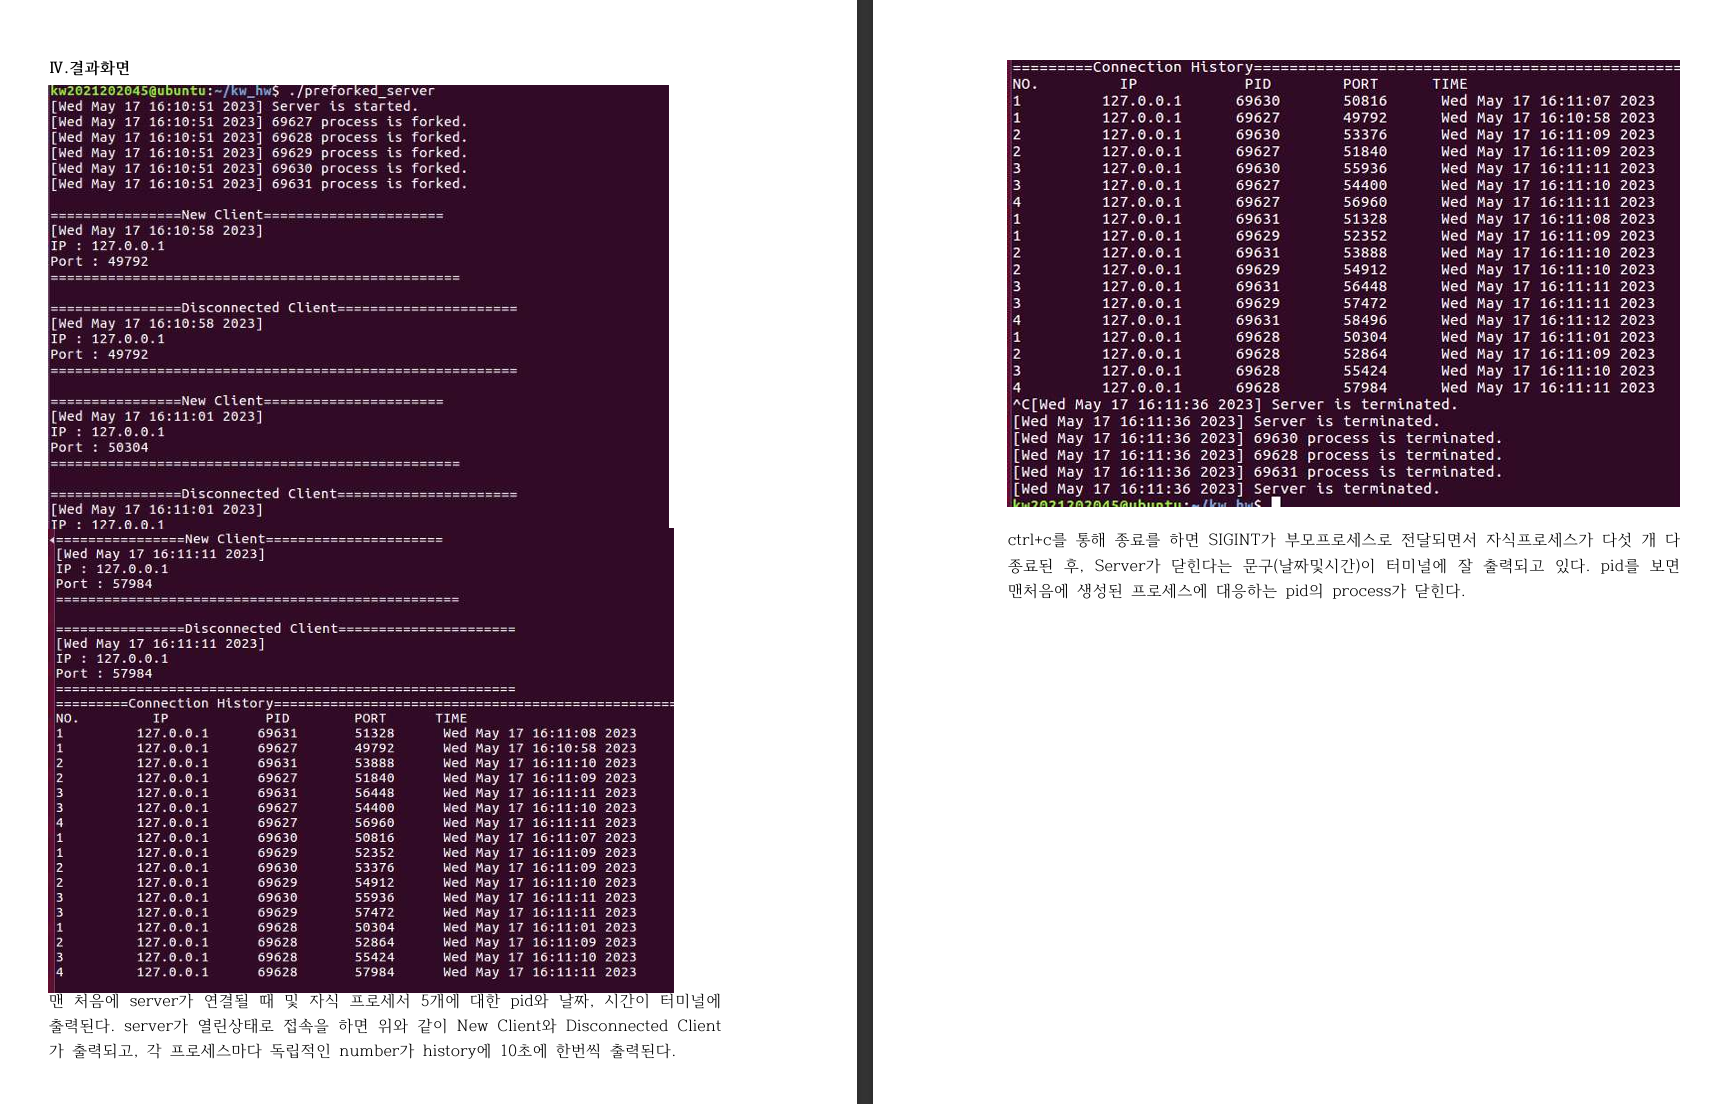 Ⅳ.결과화면
kw2021202045@ubuntu:~/kw_hw$ ./preforked_server
[Wed May 17 16:10:51 2023] Server is started.
[Wed May 17 16:10:51 2023] 69627 process is forked.
[Wed May 17 16:10:51 2023] 69628 process is forked.
[Wed May 17 16:10:51 2023] 69629 process is forked.
[Wed May 17 16:10:51 2023] 69630 process is forked.
[Wed May 17 16:10:51 2023] 69631 process is forked.
================New Client======================
[Wed May 17 16:10:58 2023]
IP : 127.0.0.1
Port : 49792
==================================================
================Disconnected Client======================
[Wed May 17 16:10:58 2023]
IP : 127.0.0.1
Port : 49792
=========================================================
================New Client======================
[Wed May 17 16:11:01 2023]
IP : 127.0.0.1
Port : 50304
==================================================
================Disconnected Client======================
[Wed May 17 16:11:01 2023]
IP : 127.0.0.1
================New Client======================
[Wed May 17 16:11:11 2023]
IP : 127.0.0.1
Port : 57984
==================================================
================Disconnected Client======================
[Wed May 17 16:11:11 2023]
IP : 127.0.0.1
Port : 57984
=========================================================
=========Connection History==================================================
NO. IP PID PORT TIME
1 127.0.0.1 69631 51328 Wed May 17 16:11:08 2023
1 127.0.0.1 69627 49792 Wed May 17 16:10:58 2023
2 127.0.0.1 69631 53888 Wed May 17 16:11:10 2023
2 127.0.0.1 69627 51840 Wed May 17 16:11:09 2023
3 127.0.0.1 69631 56448 Wed May 17 16:11:11 2023
3 127.0.0.1 69627 54400 Wed May 17 16:11:10 2023
4 127.0.0.1 69627 56960 Wed May 17 16:11:11 2023
1 127.0.0.1 69630 50816 Wed May 17 16:11:07 2023
1 127.0.0.1 69629 52352 Wed May 17 16:11:09 2023
2 127.0.0.1 69630 53376 Wed May 17 16:11:09 2023
2 127.0.0.1 69629 54912 Wed May 17 16:11:10 2023
3 127.0.0.1 69630 55936 Wed May 17 16:11:11 2023
3 127.0.0.1 69629 57472 Wed May 17 16:11:11 2023
1 127.0.0.1 69628 50304 Wed May 17 16:11:01 2023
2 127.0.0.1 69628 52864 Wed May 17 16:11:09 2023
3 127.0.0.1 69628 55424 Wed May 17 16:11:10 2023
4 127.0.0.1 69628 57984 Wed May 17 16:11:11 2023
맨 처음에 server가 연결될 때 및 자식 프로세서 5개에 대한 pid와 날짜, 시간이 터미널에
출력된다. server가 열린상태로 접속을 하면 위와 같이 New Client와 Disconnected Client
가 출력되고, 각 프로세스마다 독립적인 number가 history에 10초에 한번씩 출력된다.
=========Connection History================================================
NO. IP PID PORT TIME
1 127.0.0.1 69630 50816 Wed May 17 16:11:07 2023
1 127.0.0.1 69627 49792 Wed May 17 16:10:58 2023
2 127.0.0.1 69630 53376 Wed May 17 16:11:09 2023
2 127.0.0.1 69627 51840 Wed May 17 16:11:09 2023
3 127.0.0.1 69630 55936 Wed May 17 16:11:11 2023
3 127.0.0.1 69627 54400 Wed May 17 16:11:10 2023
4 127.0.0.1 69627 56960 Wed May 17 16:11:11 2023
1 127.0.0.1 69631 51328 Wed May 17 16:11:08 2023
1 127.0.0.1 69629 52352 Wed May 17 16:11:09 2023
2 127.0.0.1 69631 53888 Wed May 17 16:11:10 2023
2 127.0.0.1 69629 54912 Wed May 17 16:11:10 2023
3 127.0.0.1 69631 56448 Wed May 17 16:11:11 2023
3 127.0.0.1 69629 57472 Wed May 17 16:11:11 2023
4 127.0.0.1 69631 58496 Wed May 17 16:11:12 2023
1 127.0.0.1 69628 50304 Wed May 17 16:11:01 2023
2 127.0.0.1 69628 52864 Wed May 17 16:11:09 2023
3 127.0.0.1 69628 55424 Wed May 17 16:11:10 2023
4 127.0.0.1 69628 57984 Wed May 17 16:11:11 2023
^C[Wed May 17 16:11:36 2023] Server is terminated.
[Wed May 17 16:11:36 2023] Server is terminated.
[Wed May 17 16:11:36 2023] 69630 process is terminated.
[Wed May 17 16:11:36 2023] 69628 process is terminated.
[Wed May 17 16:11:36 2023] 69631 process is terminated.
[Wed May 17 16:11:36 2023] Server is terminated.
kw2021202045@ubuntu:~/kw_hw$
ctrl+c를 통해 종료를 하면 SIGINT가 부모프로세스로 전달되면서 자식프로세스가 다섯 개 다
종료된 후, Server가 닫힌다는 문구(날짜및시간)이 터미널에 잘 출력되고 있다. pid를 보면
맨처음에 생성된 프로세스에 대응하는 pid의 process가 닫힌다.